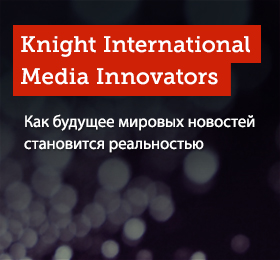 Knight International
Media Innovators
Как будущее мировых новостей
становится реальностью